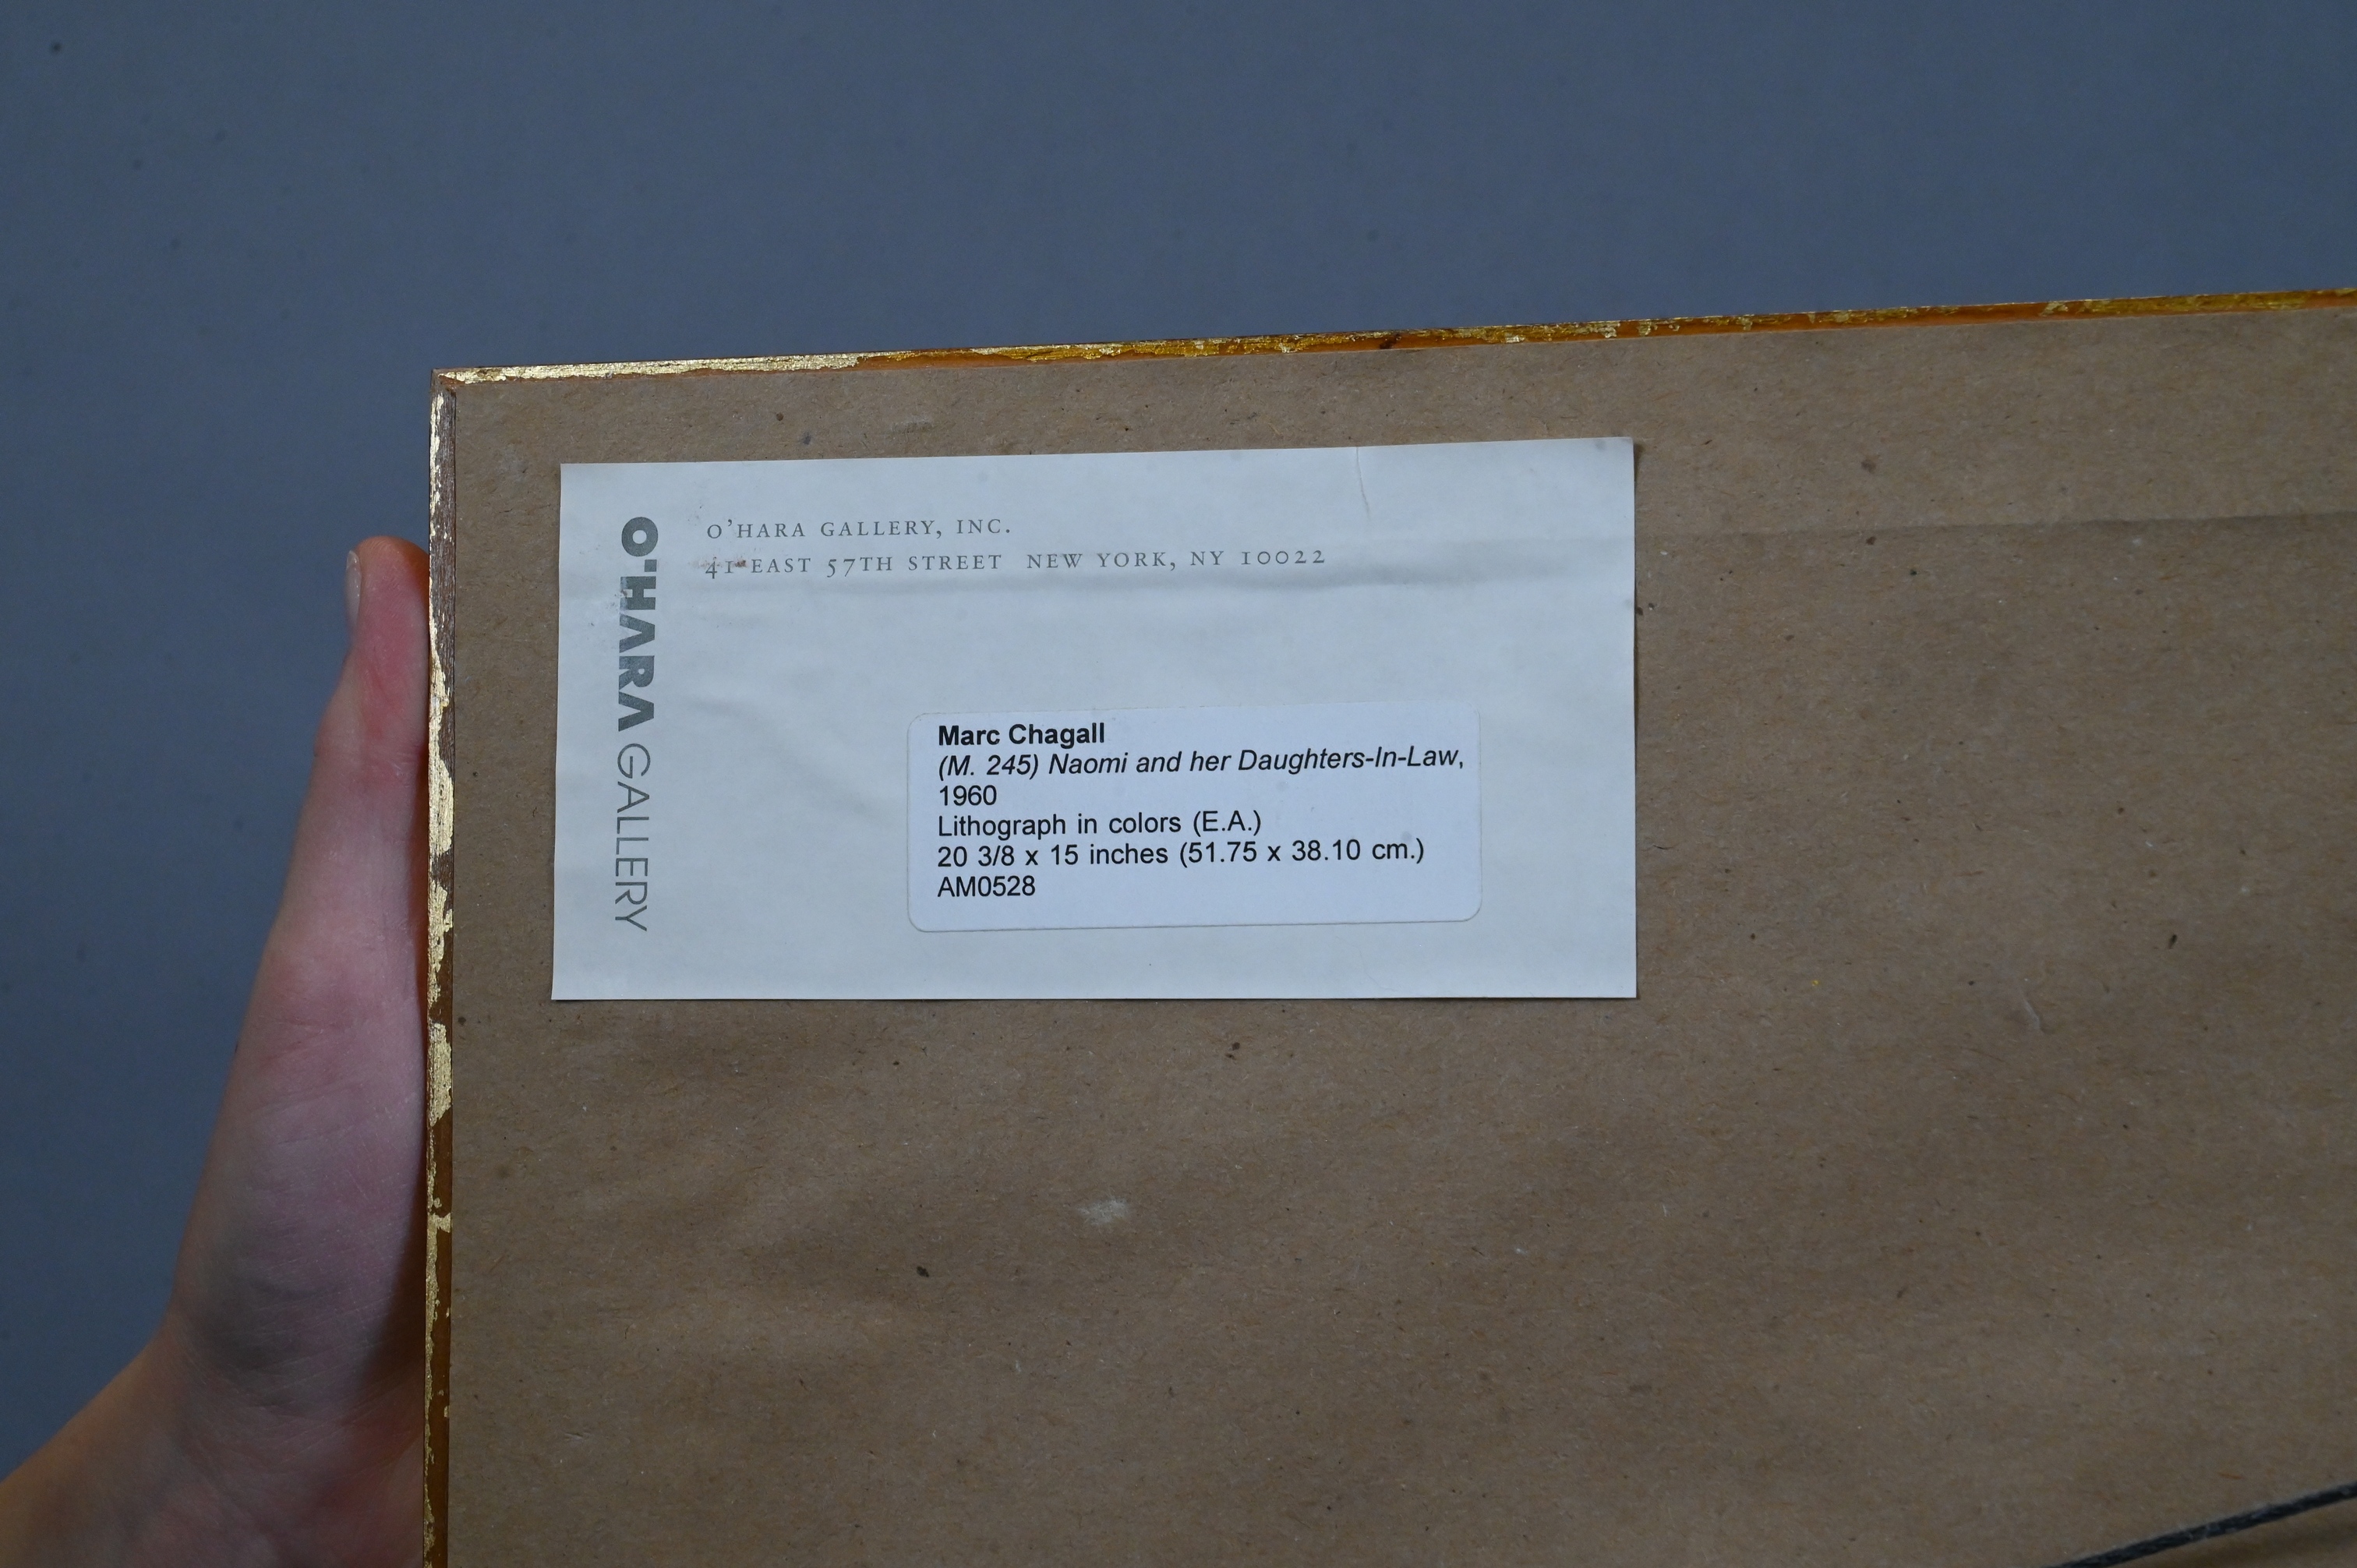 O'HARA GALLERY
O'HARA GALLERY, INC.
41 EAST 57TH STREET NEW YORK, NY 10022
Marc Chagall
(M. 245) Naomi and her Daughters-In-Law,
1960
Lithograph in colors (E.A.)
20 3/8 x 15 inches (51.75 x 38.10 cm.)
AM0528